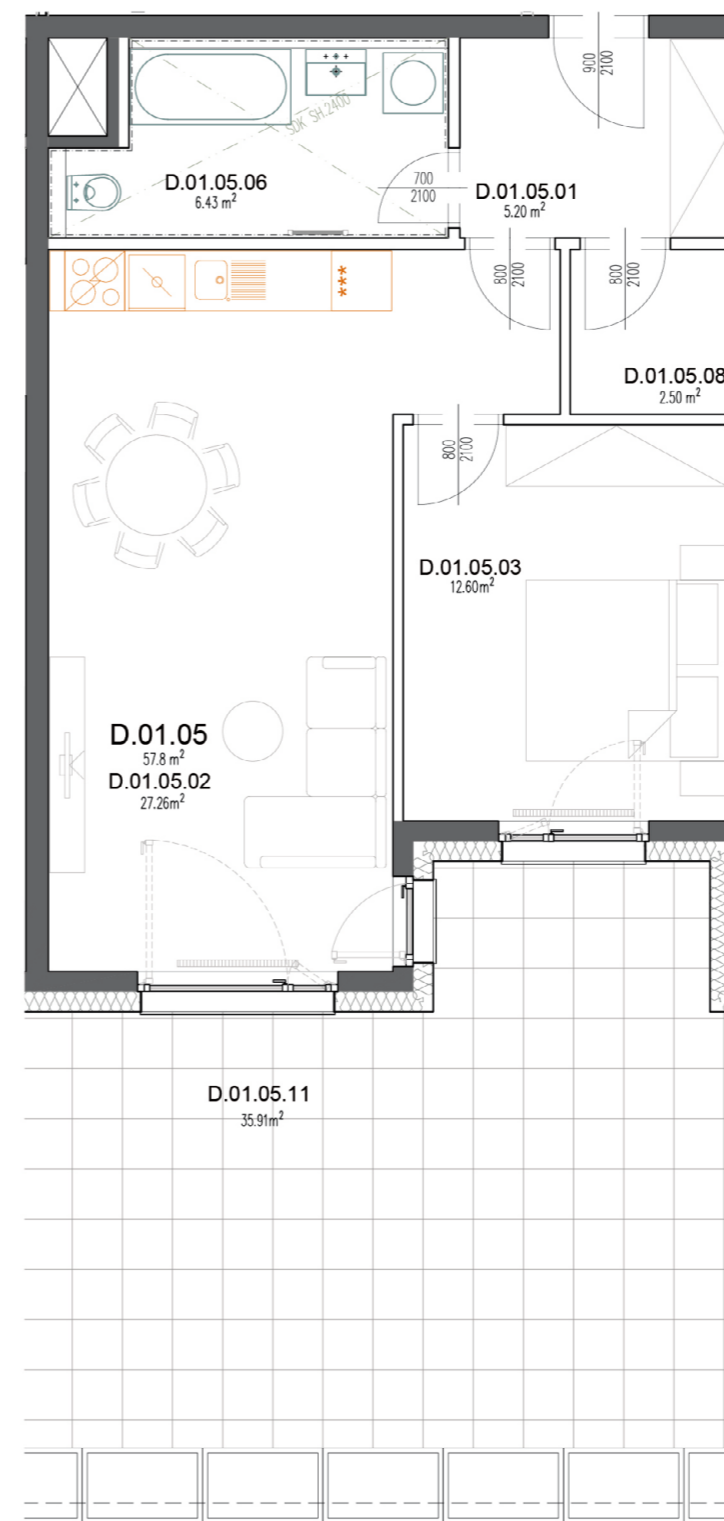 900
2100
SDK SH.2400
D.01.05.06
6.43 m²
700
2100
D.01.05.01
5.20 m²
800
2100
800
2100
***
D.01.05.08
2.50 m²
800
2100
D.01.05.03
12.60m²
D.01.05
57.8 m²
D.01.05.02
27.26m²
D.01.05.11
35.91m²